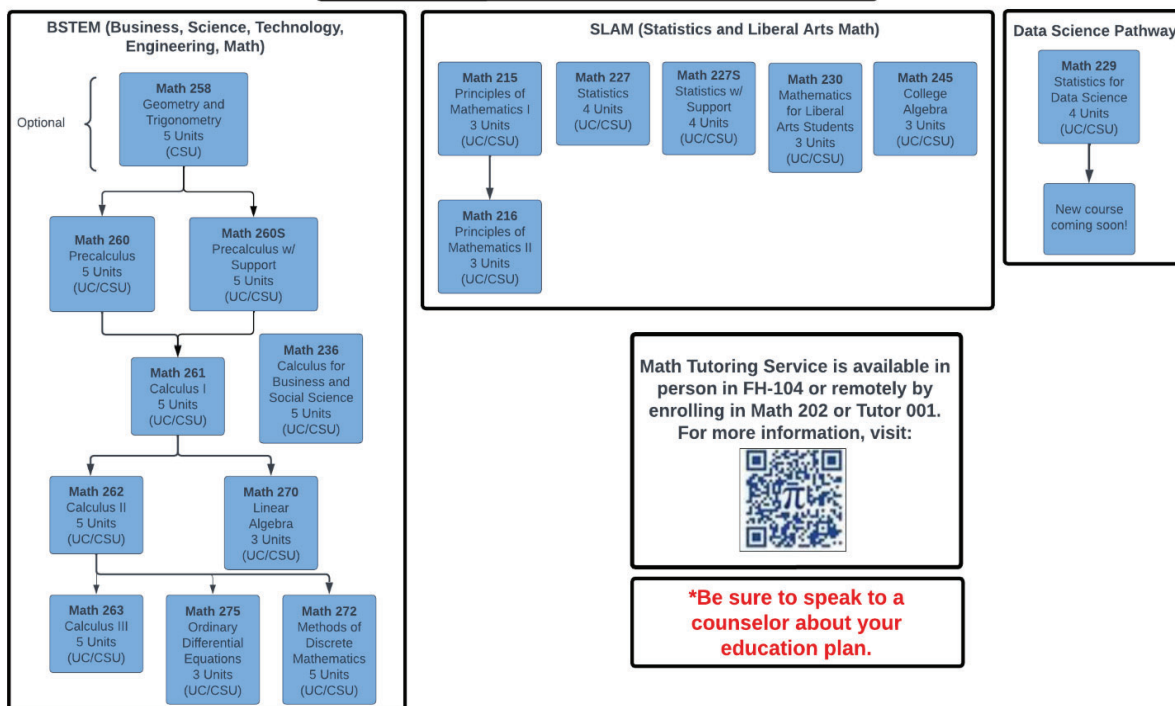 BSTEM (Business, Science, Technology,
Engineering, Math)
Optional
Math 258
Geometry and
Trigonometry
5 Units
(CSU)
Math 260
Precalculus
5 Units
(UC/CSU)
Math 260S
Precalculus w/
Support
5 Units
(UC/CSU)
Math 261
Calculus I
5 Units
(UC/CSU)
Math 236
Calculus for
Business and
Social Science
5 Units
(UC/CSU)
Math 262
Calculus II
5 Units
(UC/CSU)
Math 270
Linear
Algebra
3 Units
(UC/CSU)
Math 263
Calculus III
5 Units
(UC/CSU)
Math 275
Ordinary
Differential
Equations
3 Units
(UC/CSU)
Math 272
Methods of
Discrete
Mathematics
5 Units
(UC/CSU)
SLAM (Statistics and Liberal Arts Math)
Math 215
Principles of
Mathematics I
3 Units
(UC/CSU)
Math 216
Principles of
Mathematics II
3 Units
(UC/CSU)
Math 227
Statistics
4 Units
(UC/CSU)
Math 227S
Statistics w/
Support
4 Units
(UC/CSU)
Math 230
Mathematics
for Liberal
Arts Students
3 Units
(UC/CSU)
Math 245
College
Algebra
3 Units
(UC/CSU)
Data Science Pathway
Math 229
Statistics for
Data Science
4 Units
(UC/CSU)
New course
coming soon!
Math Tutoring Service is available in
person in FH-104 or remotely by
enrolling in Math 202 or Tutor 001.
For more information, visit:
π
*Be sure to speak to a
counselor about your
education plan.